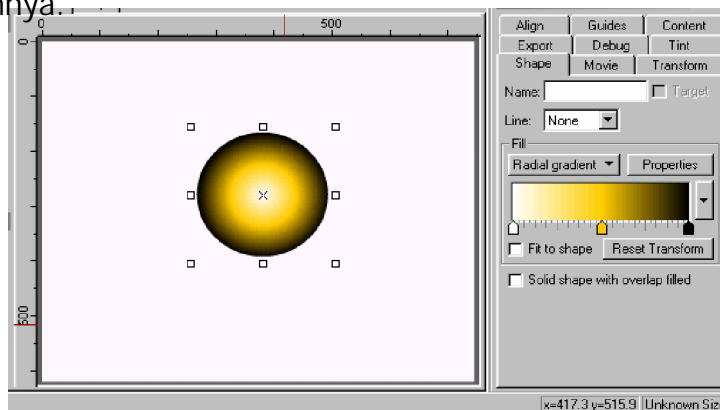 nnya.
0 500
Align Guides Content
Export Debug Tint
Shape Movie Transform
Name: Target
Line: None
Fill
Radial gradient Properties
Fit to shape Reset Transform
Solid shape with overlap filled
0
500
x=417.3 y=515.9 Unknown Siz